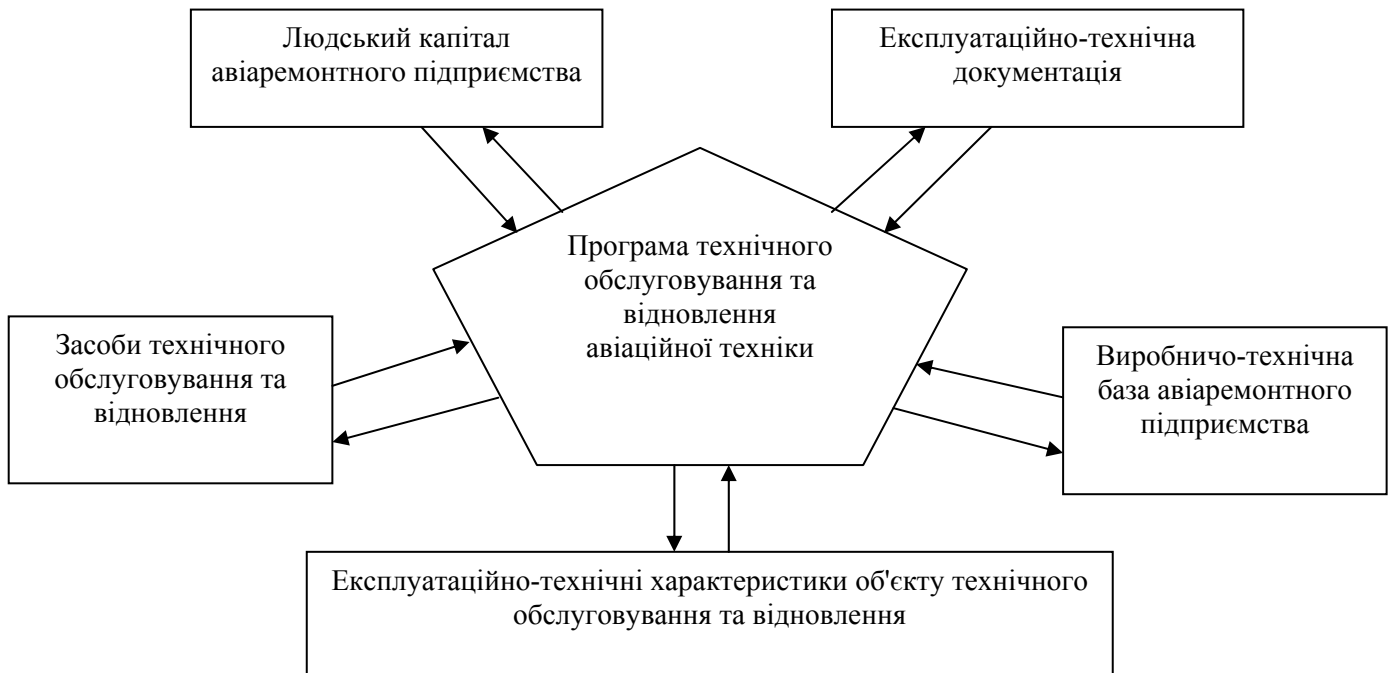 Людський капітал
авіаремонтного підприємства
Експлуатаційно-технічна
документація
Програма технічного
обслуговування та
відновлення
авіаційної техніки
Засоби технічного
обслуговування та
відновлення
Виробничо-технічна
база авіаремонтного
підприємства
Експлуатаційно-технічні характеристики об'єкту технічного
обслуговування та відновлення